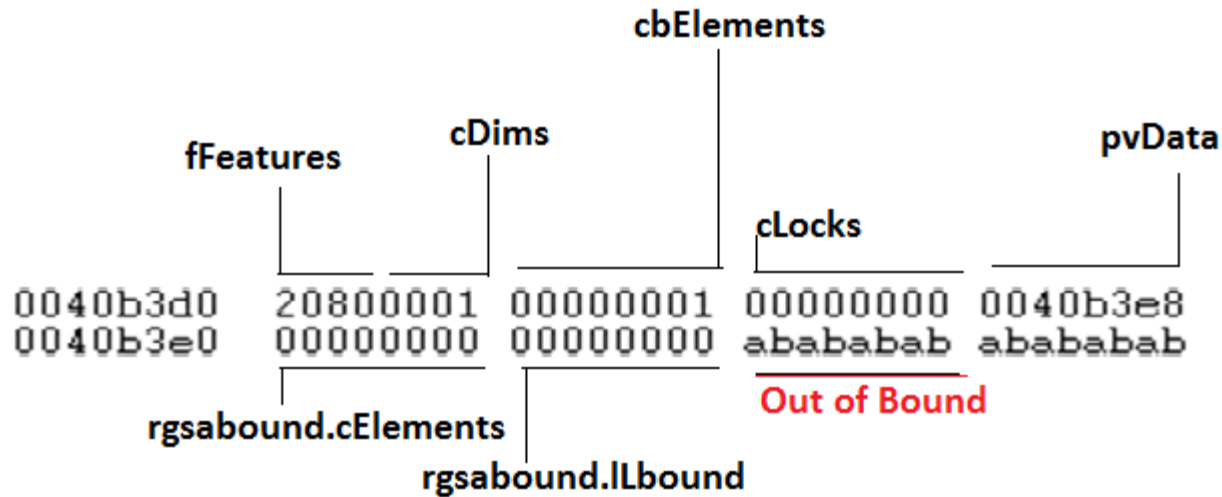 cbElements
cDims
fFeatures
pvData
cLocks
0040b3d0 20800001 00000001 00000000 0040b3e8
0040b3e0 00000000 00000000 abababab abababab
Out of Bound
rgsabound.cElements
rgsabound.lLbound